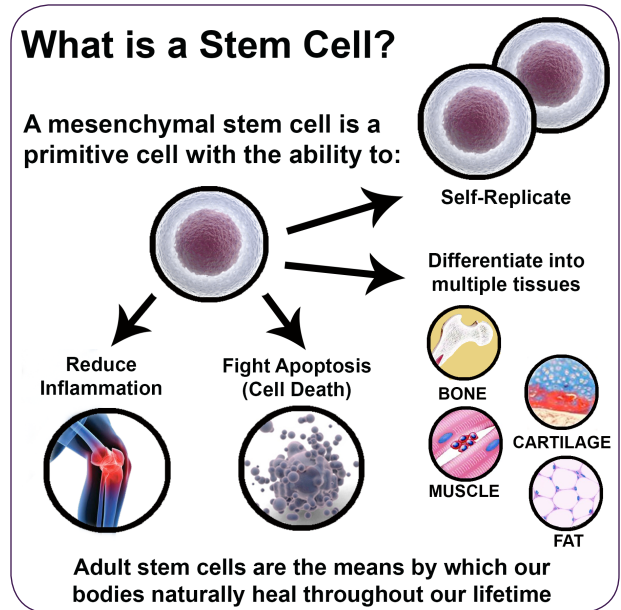 What is a Stem Cell?
A mesenchymal stem cell is a
primitive cell with the ability to:
Self-Replicate
Differentiate into
multiple tissues
Reduce
Inflammation
Fight Apoptosis
(Cell Death)
BONE
CARTILAGE
MUSCLE
FAT
Adult stem cells are the means by which our
bodies naturally heal throughout our lifetime